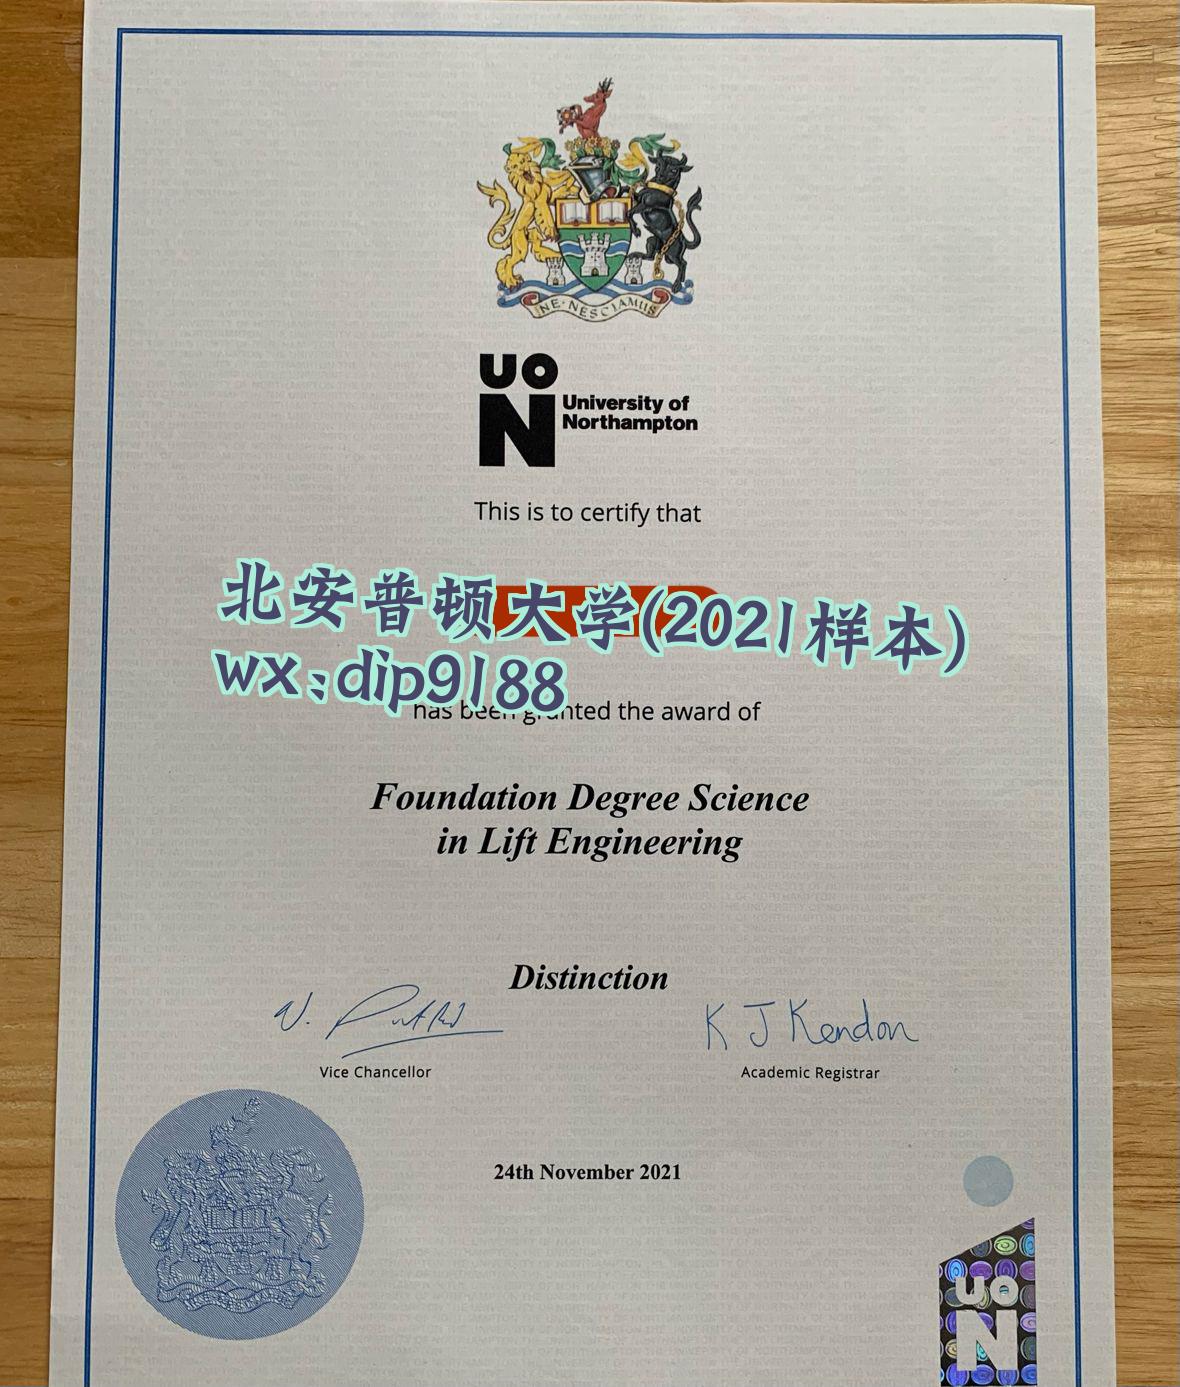 NE·NESCIAMUS
UON
University of
Northampton
This is to certify that
北安普顿大学(2021样本)
wx:dip9188
has been granted the award of
Foundation Degree Science
in Lift Engineering
Distinction
K J Kendon
Vice Chancellor
Academic Registrar
24th November 2021
UON